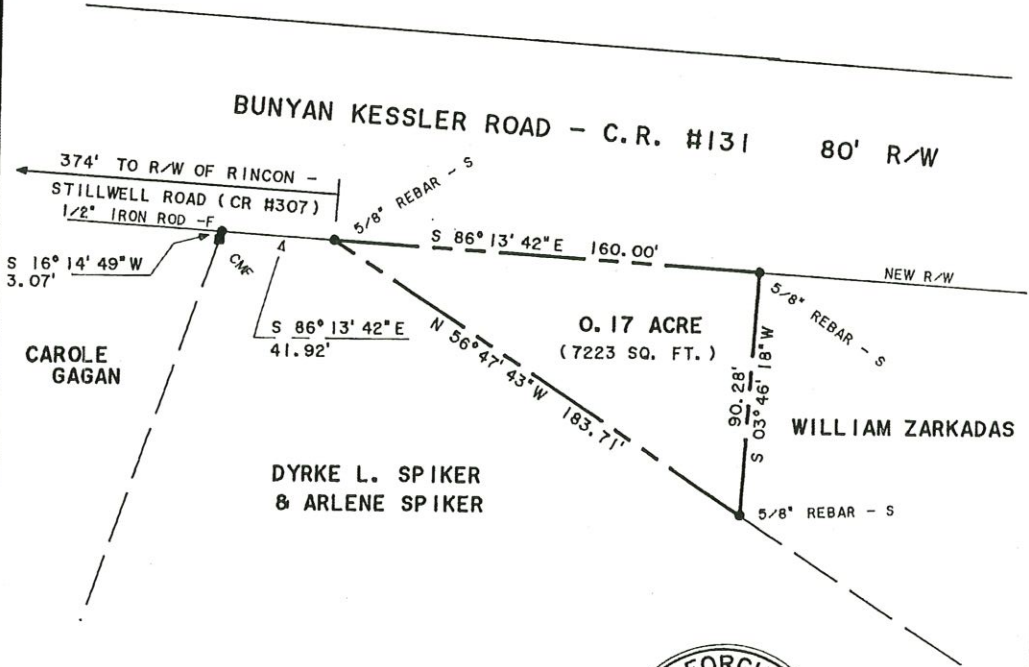 BUNYAN KESSLER ROAD - C.R. #131 80' R/W
374' TO R/W OF RINCON -
STILLWELL ROAD (CR #307)
1/2" IRON ROD -F
5/8" REBAR - S
S 86° 13' 42"E 160.00'
NEW R/W
S 16° 14' 49"W
3.07'
CMF
S 86° 13' 42"E
41.92'
5/8" REBAR - S
0.17 ACRE
(7223 SQ. FT.)
N 56°47'43"W 183.71'
90.28'
S 03°46'18"W
CAROLE
GAGAN
WILLIAM ZARKADAS
DYRKE L. SPIKER
& ARLENE SPIKER
5/8" REBAR - S